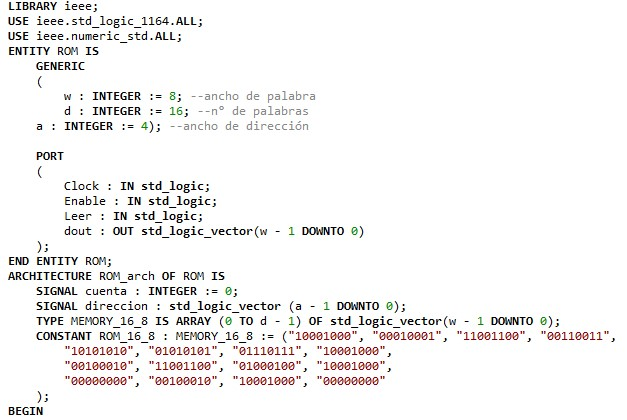 LIBRARY ieee;
USE ieee.std_logic_1164.ALL;
USE ieee.numeric_std.ALL;
ENTITY ROM IS
GENERIC
(
w : INTEGER := 8; --ancho de palabra
d : INTEGER := 16; --nº de palabras
a : INTEGER := 4); --ancho de dirección
PORT
(
Clock : IN std_logic;
Enable : IN std_logic;
Leer : IN std_logic;
dout : OUT std_logic_vector(w - 1 DOWNTO 0)
);
END ENTITY ROM;
ARCHITECTURE ROM_arch OF ROM IS
SIGNAL cuenta : INTEGER := 0;
SIGNAL direccion : std_logic_vector (a - 1 DOWNTO 0);
TYPE MEMORY_16_8 IS ARRAY (0 TO d - 1) OF std_logic_vector(w - 1 DOWNTO 0);
CONSTANT ROM_16_8 : MEMORY_16_8 := ("10001000", "00010001", "11001100", "00110011",
"10101010", "01010101", "01110111", "10001000",
"00100010", "11001100", "01000100", "10001000",
"00000000", "00100010", "10001000", "00000000"
);
BEGIN